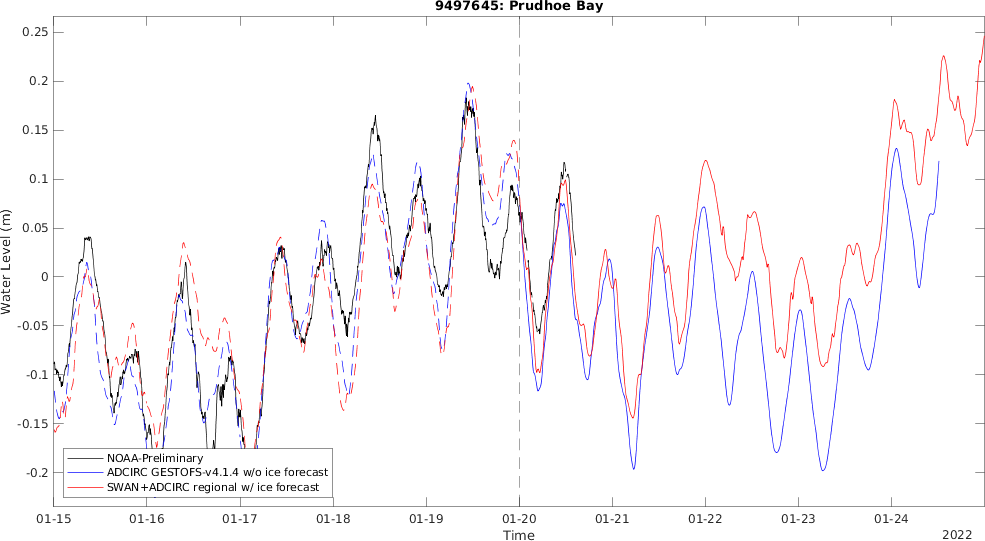 9497645: Prudhoe Bay
0.25
0.2
0.15
0.1
0.05
0
-0.05
-0.1
-0.15
-0.2
Water Level (m)
NOAA-Preliminary
ADCIRC GESTOFS-v4.1.4 w/o ice forecast
SWAN+ADCIRC regional w/ ice forecast
01-15 01-16 01-17 01-18 01-19 01-20 01-21 01-22 01-23 01-24
Time
2022